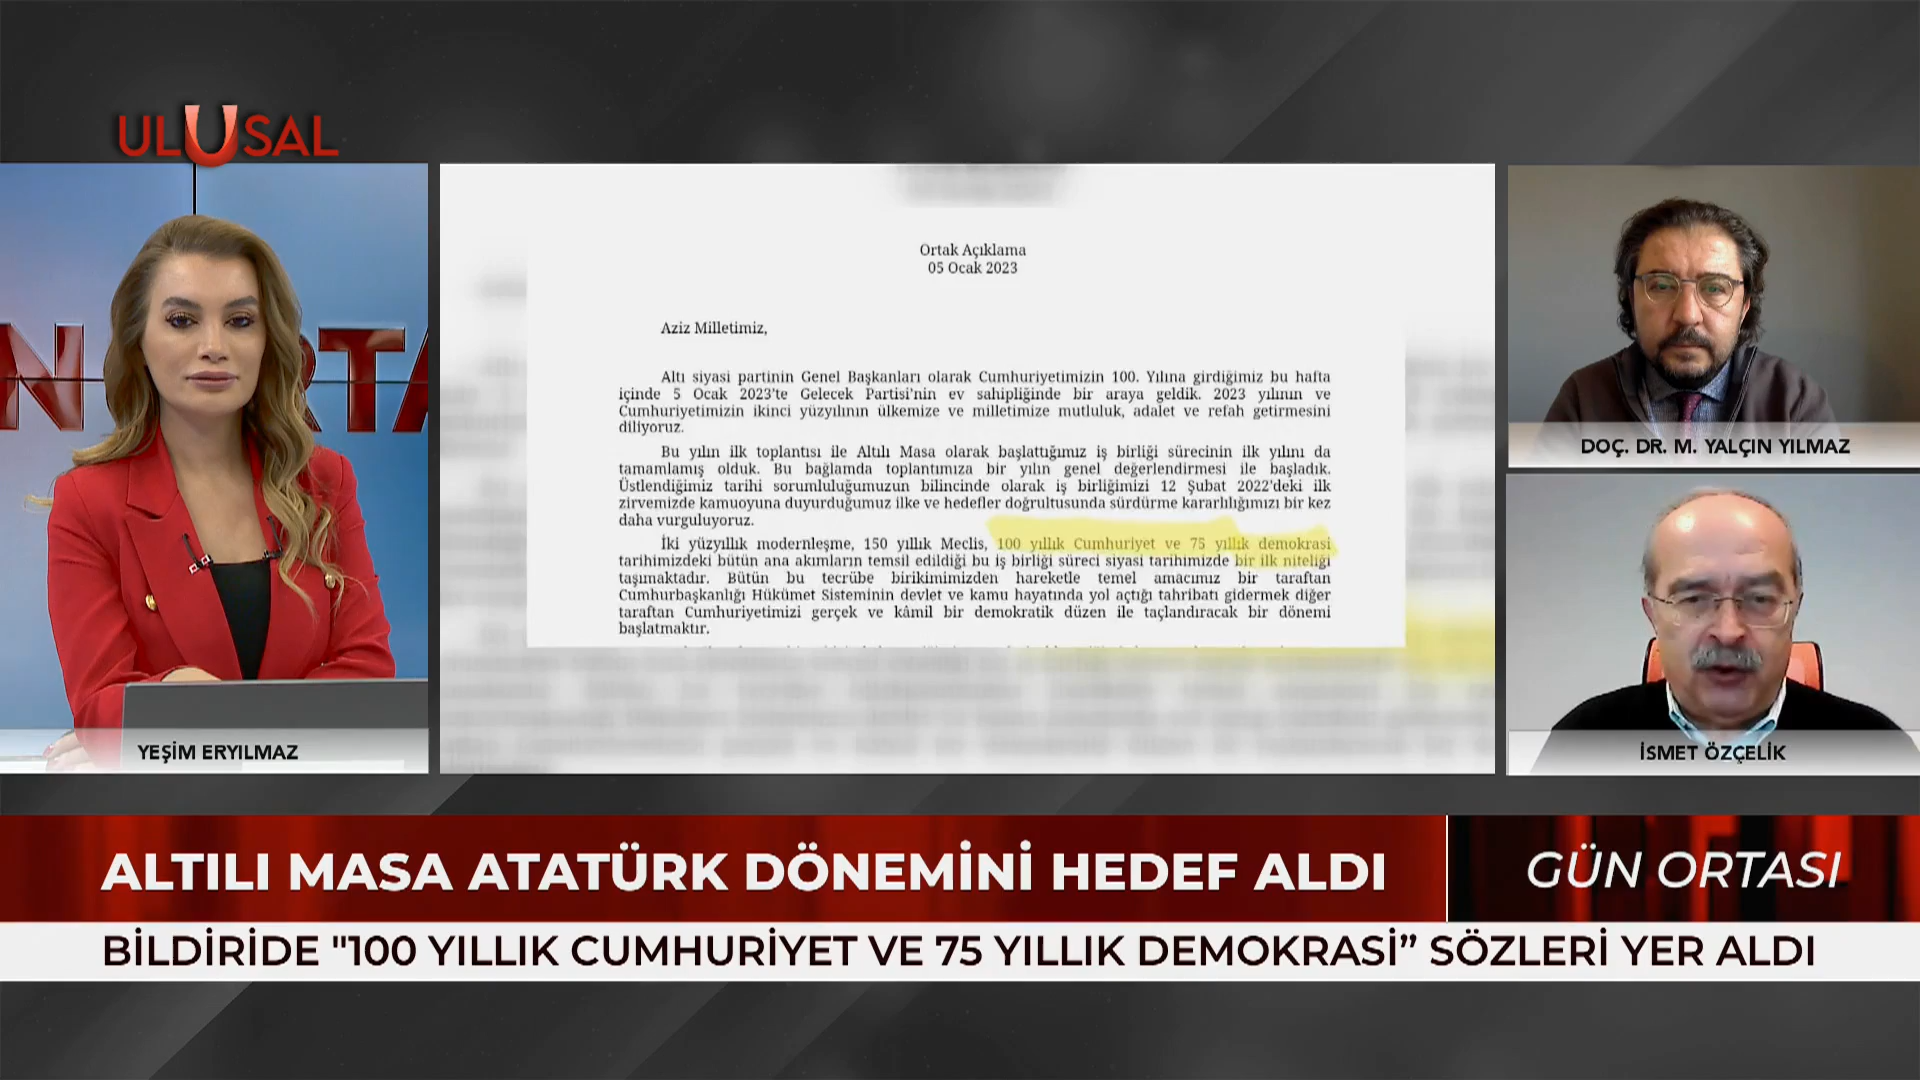 ULUSAL
Ortak Açıklama
05 Ocak 2023
Aziz Milletimiz,
Altı siyasi partinin Genel Başkanları olarak Cumhuriyetimizin 100. Yılına girdiğimiz bu hafta
içinde 5 Ocak 2023'te Gelecek Partisi'nin ev sahipliğinde bir araya geldik. 2023 yılının ve
Cumhuriyetimizin ikinci yüzyılının ülkemize ve milletimize mutluluk, adalet ve refah getirmesini
diliyoruz.
Bu yılın ilk toplantısı ile Altılı Masa olarak başlattığımız iş birliği sürecinin ilk yılını da
tamamlamış olduk. Bu bağlamda toplantımıza bir yılın genel değerlendirmesi ile başladık.
Üstlendiğimiz tarihi sorumluluğumuzun bilincinde olarak iş birliğimizi 12 Şubat 2022'deki ilk
zirvemizde kamuoyuna duyurduğumuz ilke ve hedefler doğrultusunda sürdürme kararlılığımızı bir kez
daha vurguluyoruz.
İki yüzyıllık modernleşme, 150 yıllık Meclis, 100 yıllık Cumhuriyet ve 75 yıllık demokrasi
tarihimizdeki bütün ana akımların temsil edildiği bu iş birliği süreci siyasi tarihimizde bir ilk niteliği
taşımaktadır. Bütün bu tecrübe birikimimizden hareketle temel amacımız bir taraftan
Cumhurbaşkanlığı Hükümet Sisteminin devlet ve kamu hayatında yol açtığı tahribatı gidermek diğer
taraftan Cumhuriyetimizi gerçek ve kâmil bir demokratik düzen ile taçlandıracak bir dönemi
başlatmaktır.
DOÇ. DR. M. YALÇIN YILMAZ
YEŞİM ERYILMAZ
İSMET ÖZÇELİK
ALTILI MASA ATATÜRK DÖNEMİNİ HEDEF ALDI
GÜN ORTASI
BİLDİRİDE "100 YILLIK CUMHURİYET VE 75 YILLIK DEMOKRASİ” SÖZLERİ YER ALDI